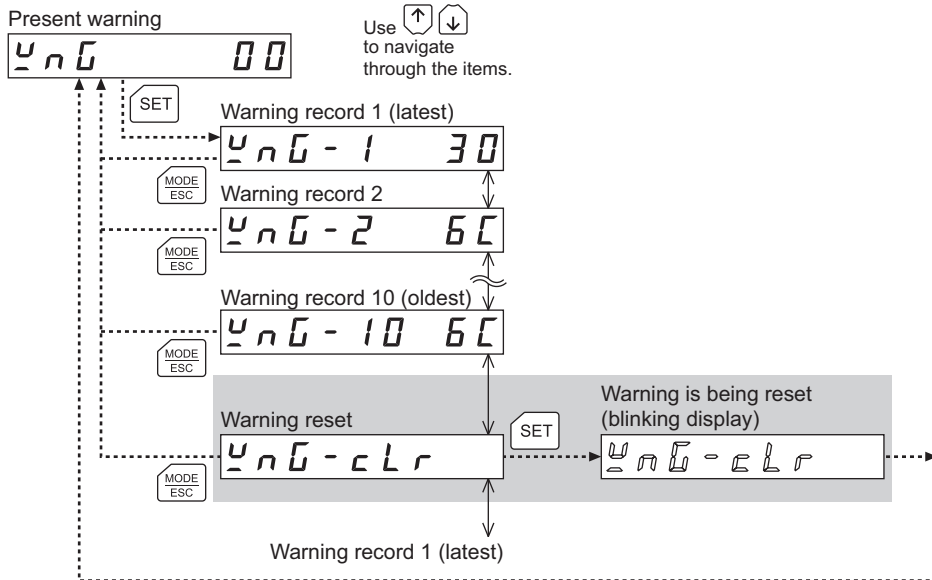 Present warning
WnG 00
Use ↑ ↓
to navigate
through the items.
SET
Warning record 1 (latest)
WnG-1 30
MODE
ESC
Warning record 2
WnG-2 6C
MODE
ESC
Warning record 10 (oldest)
WnG-10 6C
MODE
ESC
Warning reset
WnG-cLr
SET
Warning is being reset
(blinking display)
WnG-cLr
MODE
ESC
Warning record 1 (latest)